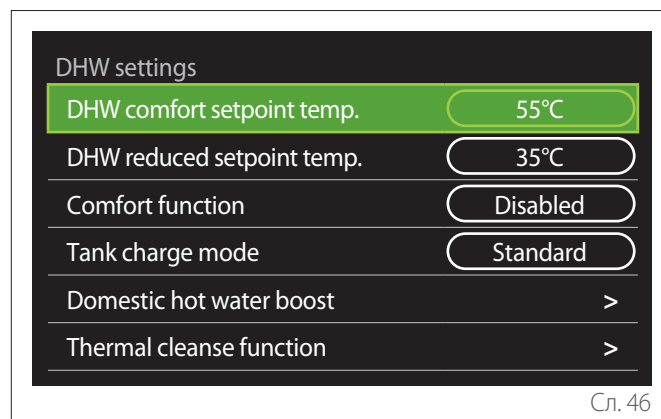 DHW settings
DHW comfort setpoint temp. 55°C
DHW reduced setpoint temp. 35°C
Comfort function Disabled
Tank charge mode Standard
Domestic hot water boost >
Thermal cleanse function >
Сл. 46